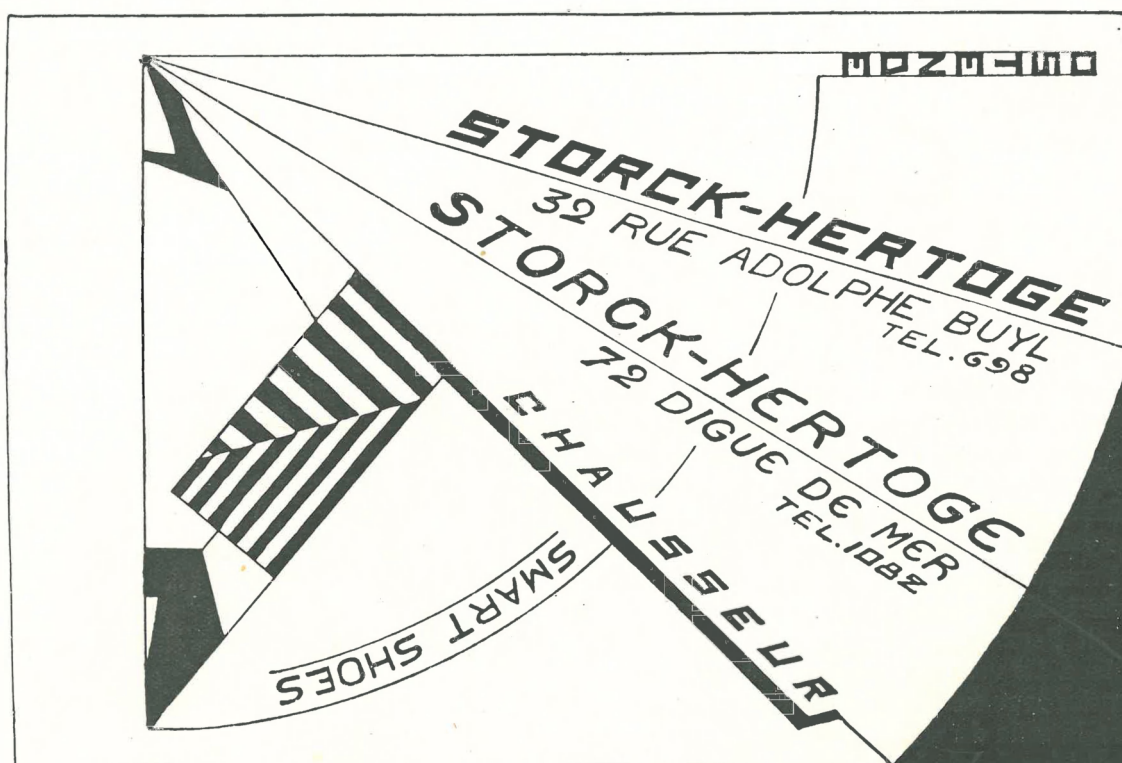 OSTENDE
STORCK-HERTOGE
32 RUE ADOLPHE BUYL
TEL. 698
STORCK-HERTOGE
72 DIGUE DE MER
TEL. 1082
CHAUSSEUR
SMART SHOES